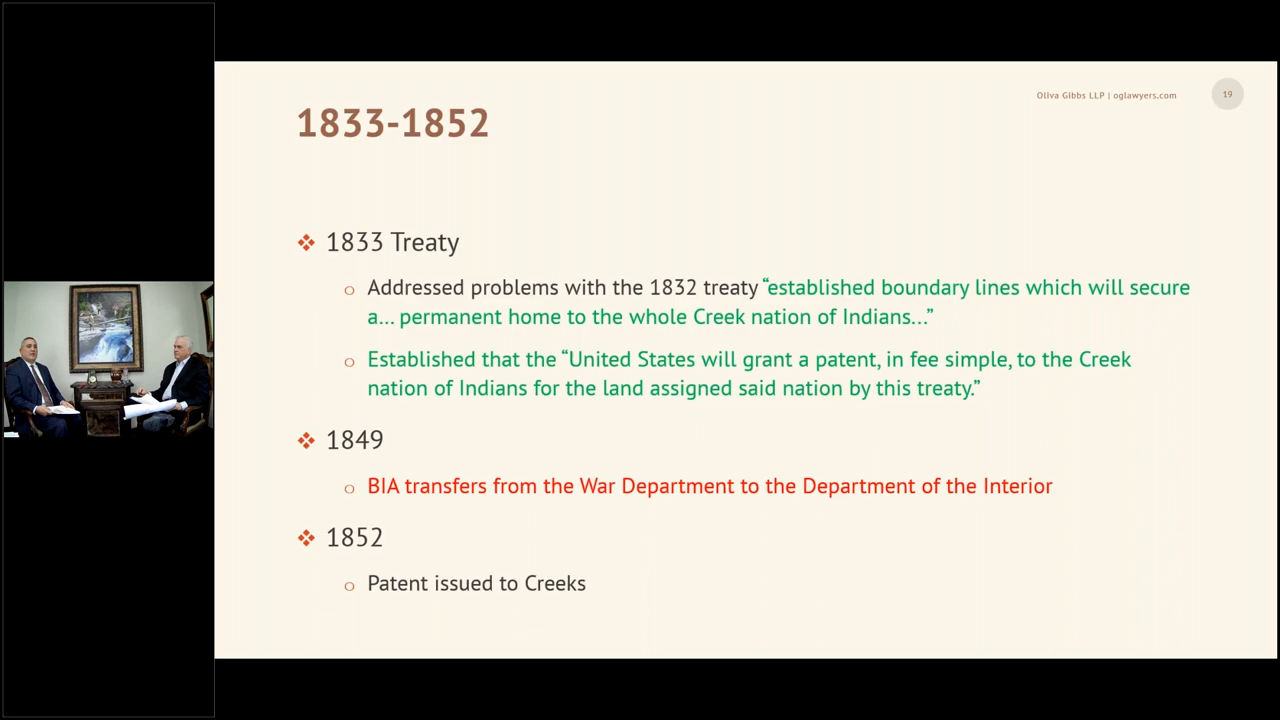 Oliva Gibbs LLP | oglawyers.com
19
1833-1852
❖ 1833 Treaty
o Addressed problems with the 1832 treaty “established boundary lines which will secure
a... permanent home to the whole Creek nation of Indians...”
o Established that the “United States will grant a patent, in fee simple, to the Creek
nation of Indians for the land assigned said nation by this treaty.”
❖ 1849
o BIA transfers from the War Department to the Department of the Interior
❖ 1852
o Patent issued to Creeks